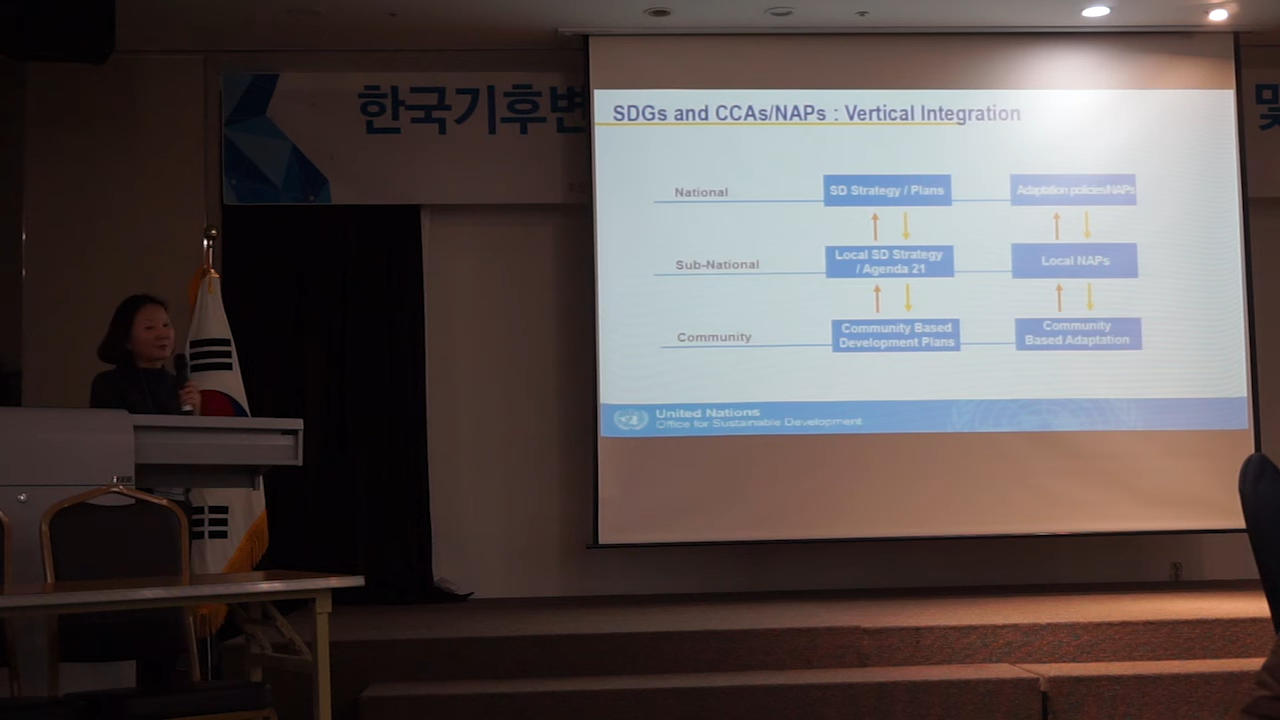 한국기후변
및
SDGs and CCAs/NAPs : Vertical Integration
National
SD Strategy / Plans
Adaptation policies/NAPs
Sub-National
Local SD Strategy
/ Agenda 21
Local NAPs
Community
Community Based
Development Plans
Community
Based Adaptation
United Nations
Office for Sustainable Development